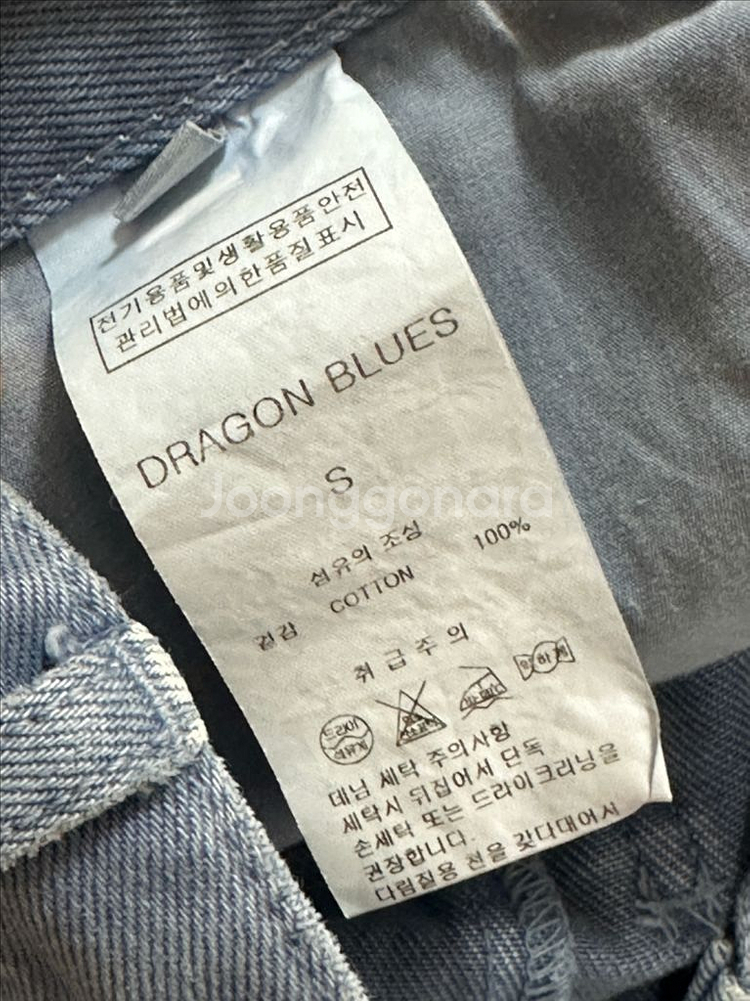 전기용품및생활용품안전
관리법에의한품질표시
DRAGON BLUES
S
Joonggonara
섬유의 조성
겉감 COTTON 100%
취급주의
드라이
석유계
약하게
데님 세탁 주의사항
세탁시 뒤집어서 단독
손세탁 또는 드라이크리닝을
권장합니다.
다림질용 천을 갖다대어서